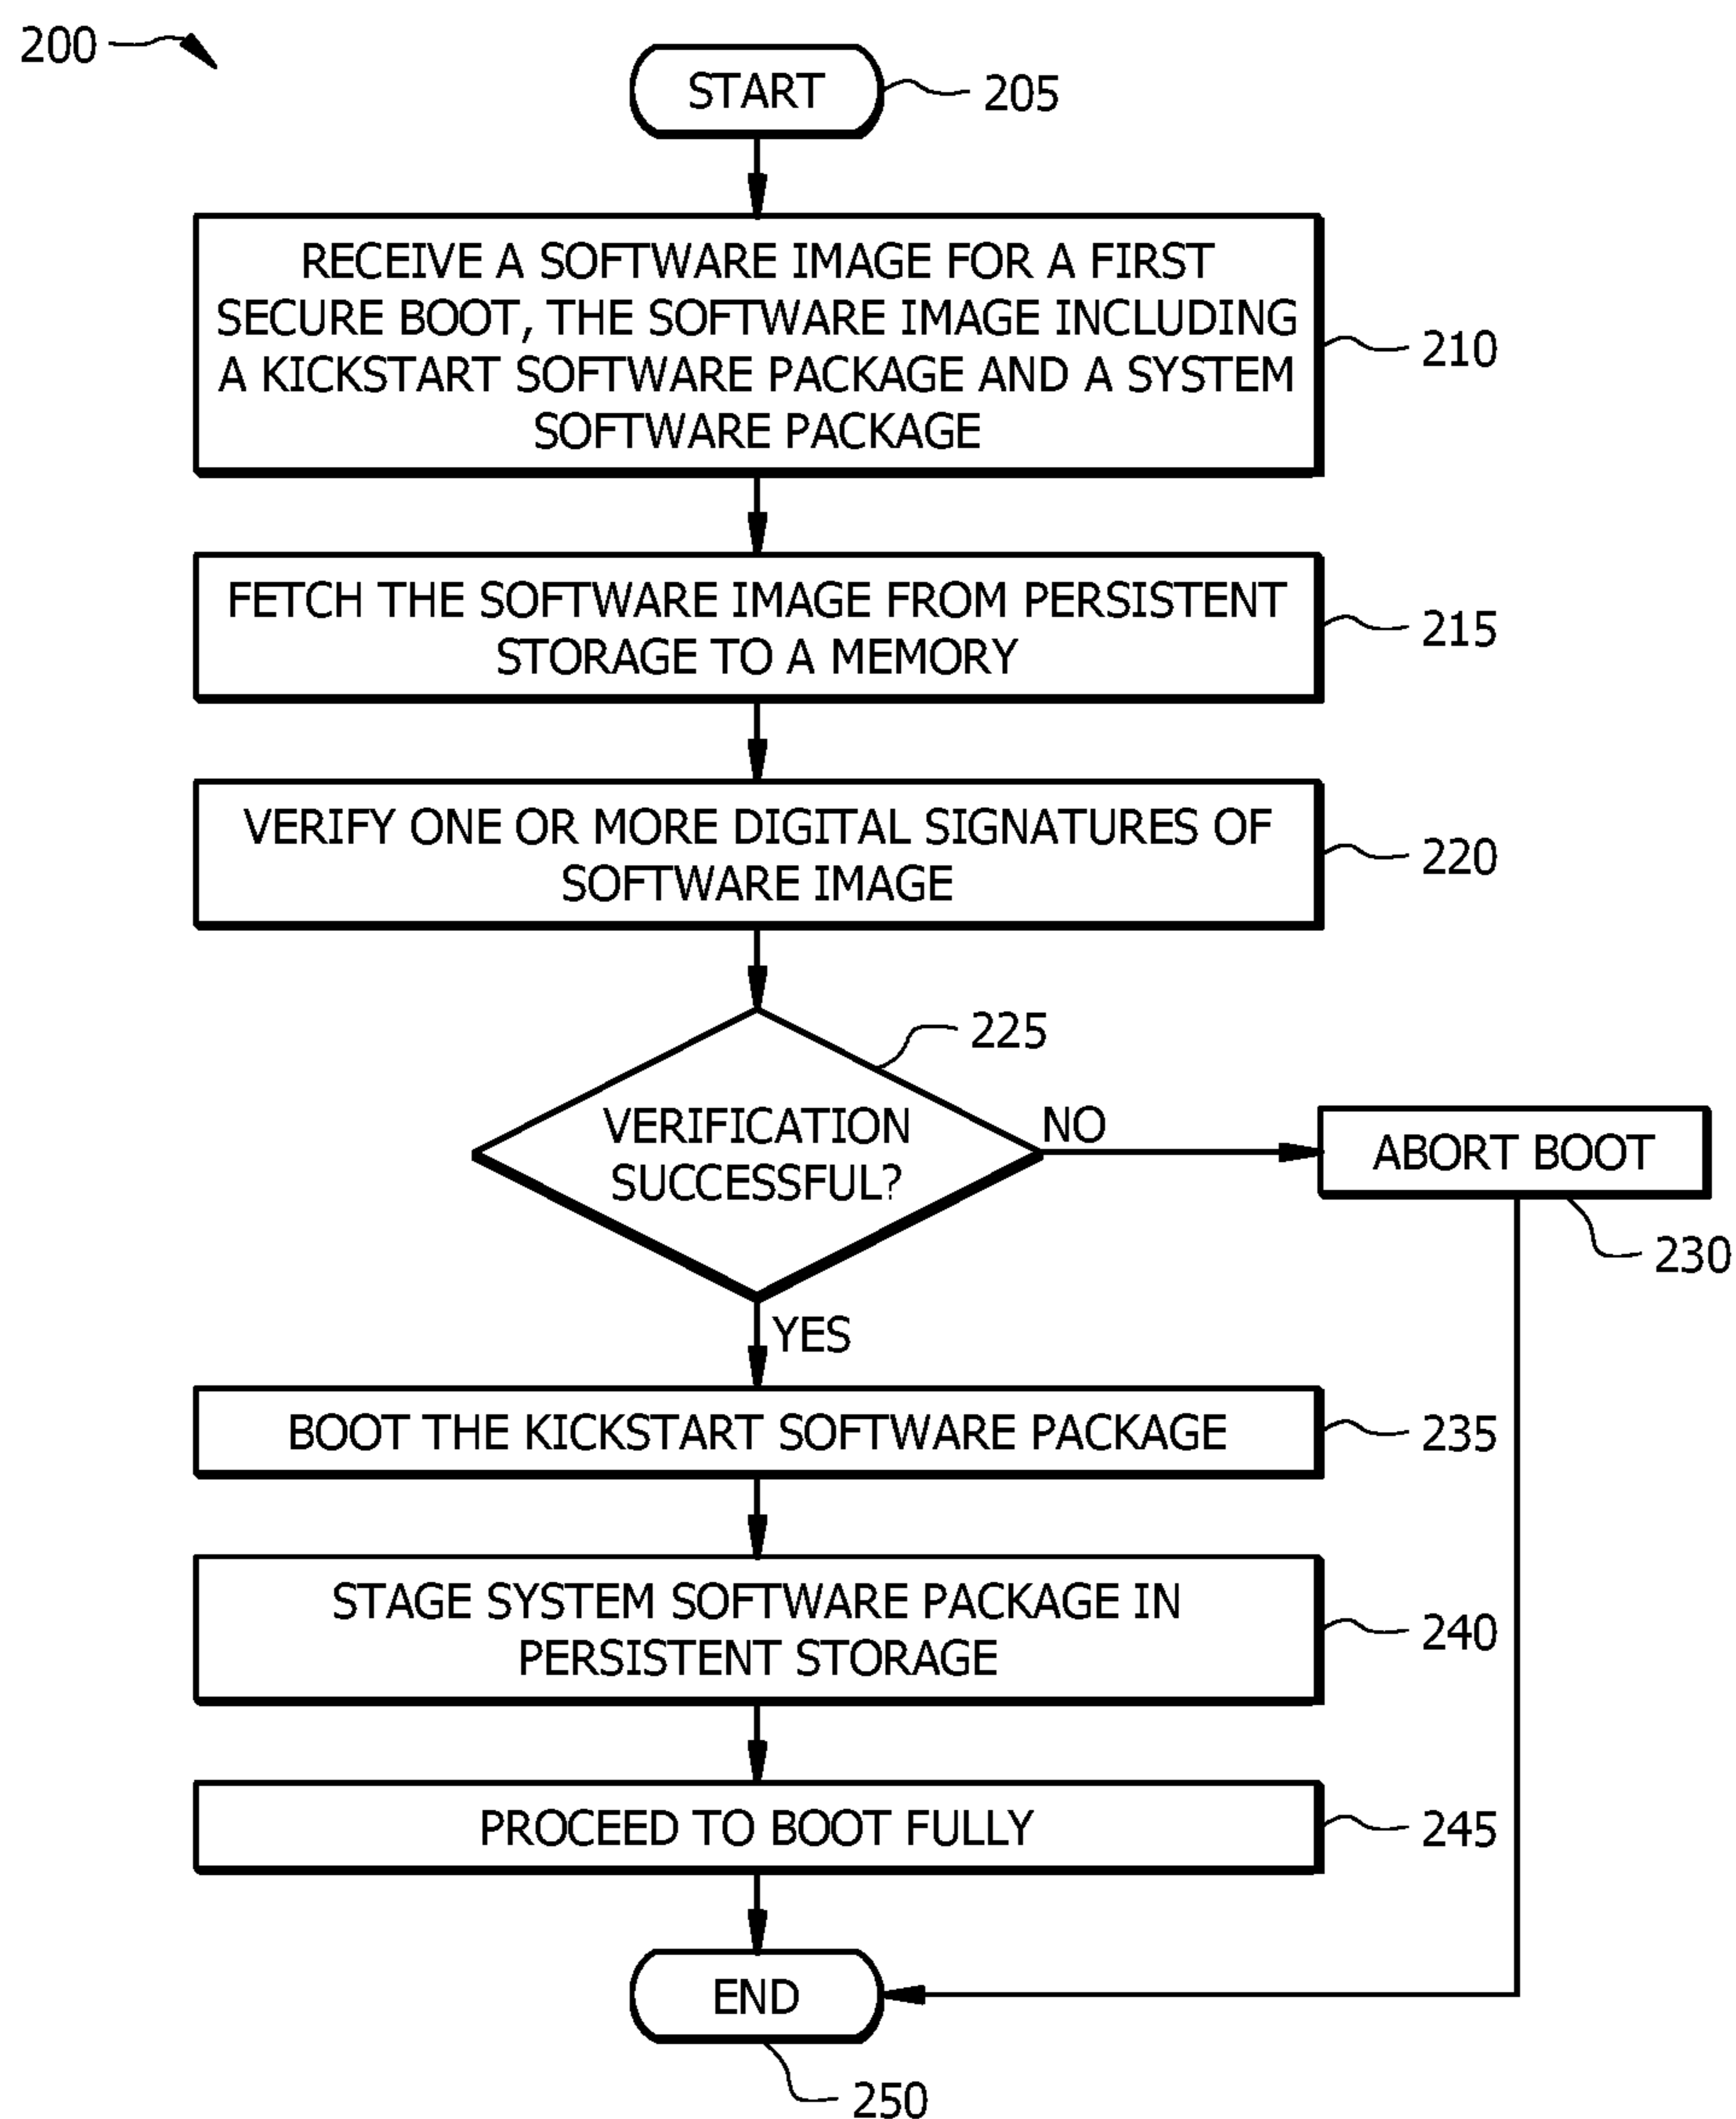 200
START
205
RECEIVE A SOFTWARE IMAGE FOR A FIRST
SECURE BOOT, THE SOFTWARE IMAGE INCLUDING
A KICKSTART SOFTWARE PACKAGE AND A SYSTEM
SOFTWARE PACKAGE
210
FETCH THE SOFTWARE IMAGE FROM PERSISTENT
STORAGE TO A MEMORY
215
VERIFY ONE OR MORE DIGITAL SIGNATURES OF
SOFTWARE IMAGE
220
225
VERIFICATION
SUCCESSFUL?
NO
ABORT BOOT
230
YES
BOOT THE KICKSTART SOFTWARE PACKAGE
235
STAGE SYSTEM SOFTWARE PACKAGE IN
PERSISTENT STORAGE
240
PROCEED TO BOOT FULLY
245
END
250